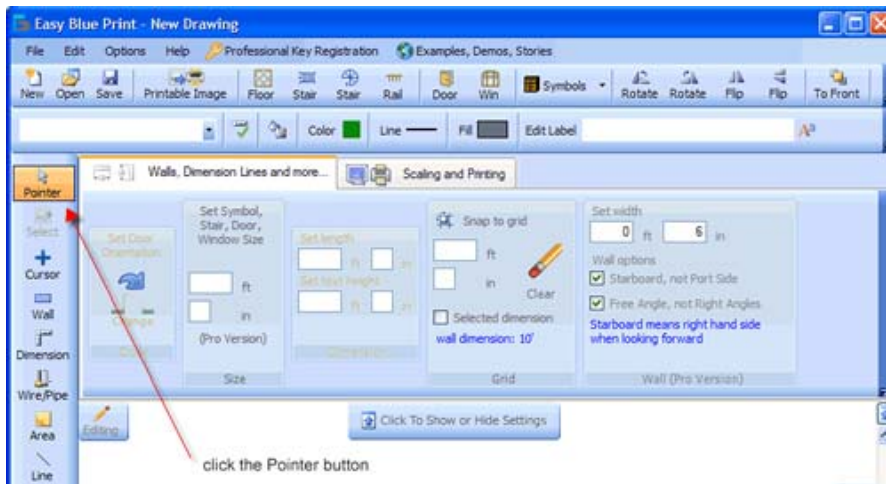 Easy Blue Print - New Drawing
File Edit Options Help Professional Key Registration Examples, Demos, Stories
New Open Save Printable Image Floor Stair Stair Rail Door Win Symbols Rotate Rotate Flip Flip To Front
Color Line Fill Edit Label
Pointer
Select
Cursor
Wall
Dimension
Wire/Pipe
Area
Line
Walls, Dimension Lines and more... Scaling and Printing
Set Door
Orientation
Change
Door
Set Symbol,
Stair, Door,
Window Size
ft
in
(Pro Version)
Size
Set length
ft in
Set text height
ft in
Dimension
Snap to grid
ft
in
Clear
Selected dimension
wall dimension: 10'
Grid
Set width
0 ft 6 in
Wall options
Starboard, not Port Side
Free Angle, not Right Angles
Starboard means right hand side
when looking forward
Wall (Pro Version)
Editing
Click To Show or Hide Settings
click the Pointer button